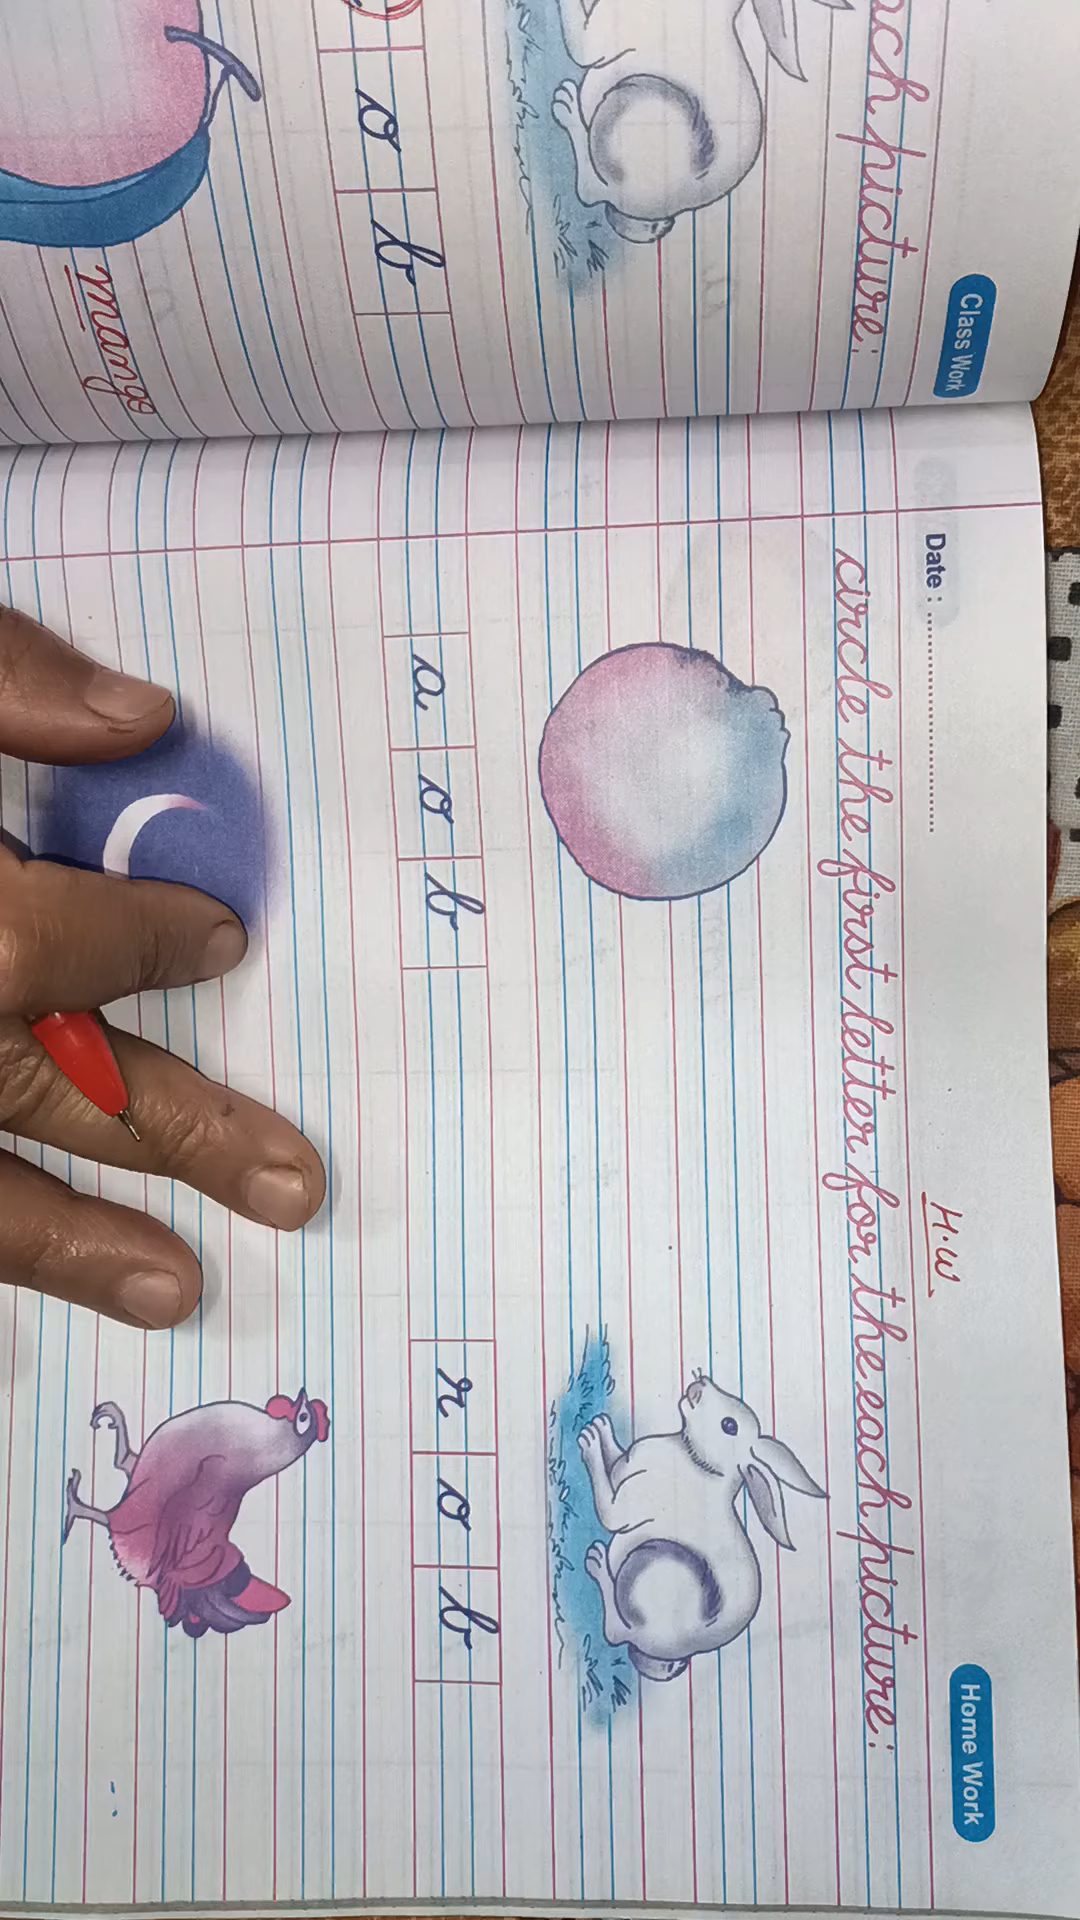 ach picture:
Class Work
o b
mango
Date :
H.W
Home Work
circle the first letter for the each picture:
a o b
r o b